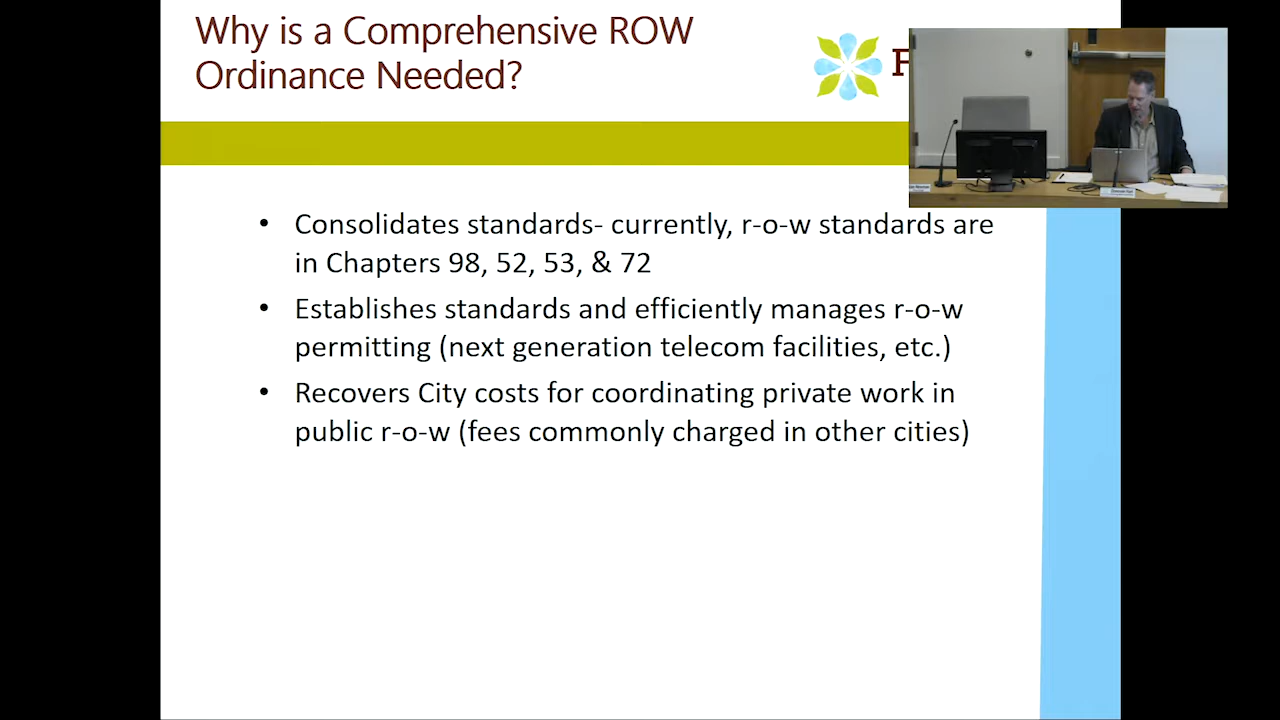 Why is a Comprehensive ROW
Ordinance Needed?
F
• Consolidates standards- currently, r-o-w standards are
in Chapters 98, 52, 53, & 72
• Establishes standards and efficiently manages r-o-w
permitting (next generation telecom facilities, etc.)
• Recovers City costs for coordinating private work in
public r-o-w (fees commonly charged in other cities)